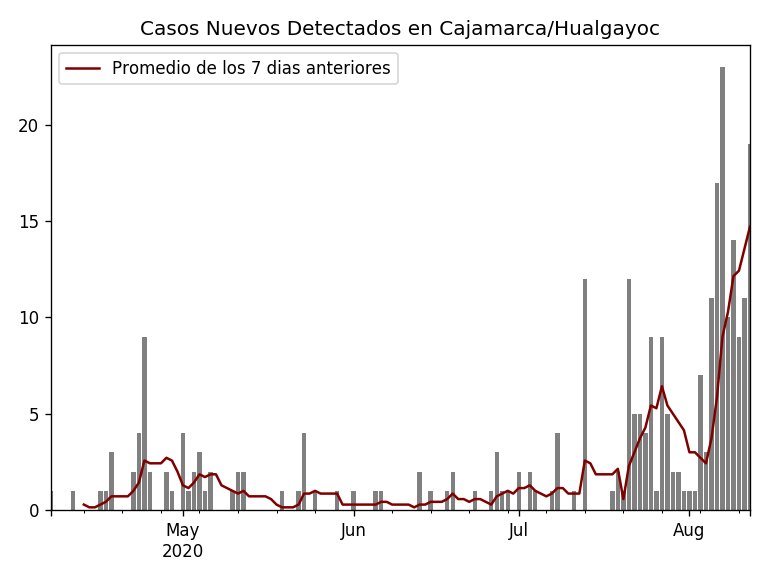 Casos Nuevos Detectados en Cajamarca/Hualgayoc
Promedio de los 7 dias anteriores
20
15
10
5
0
May Jun Jul Aug
2020